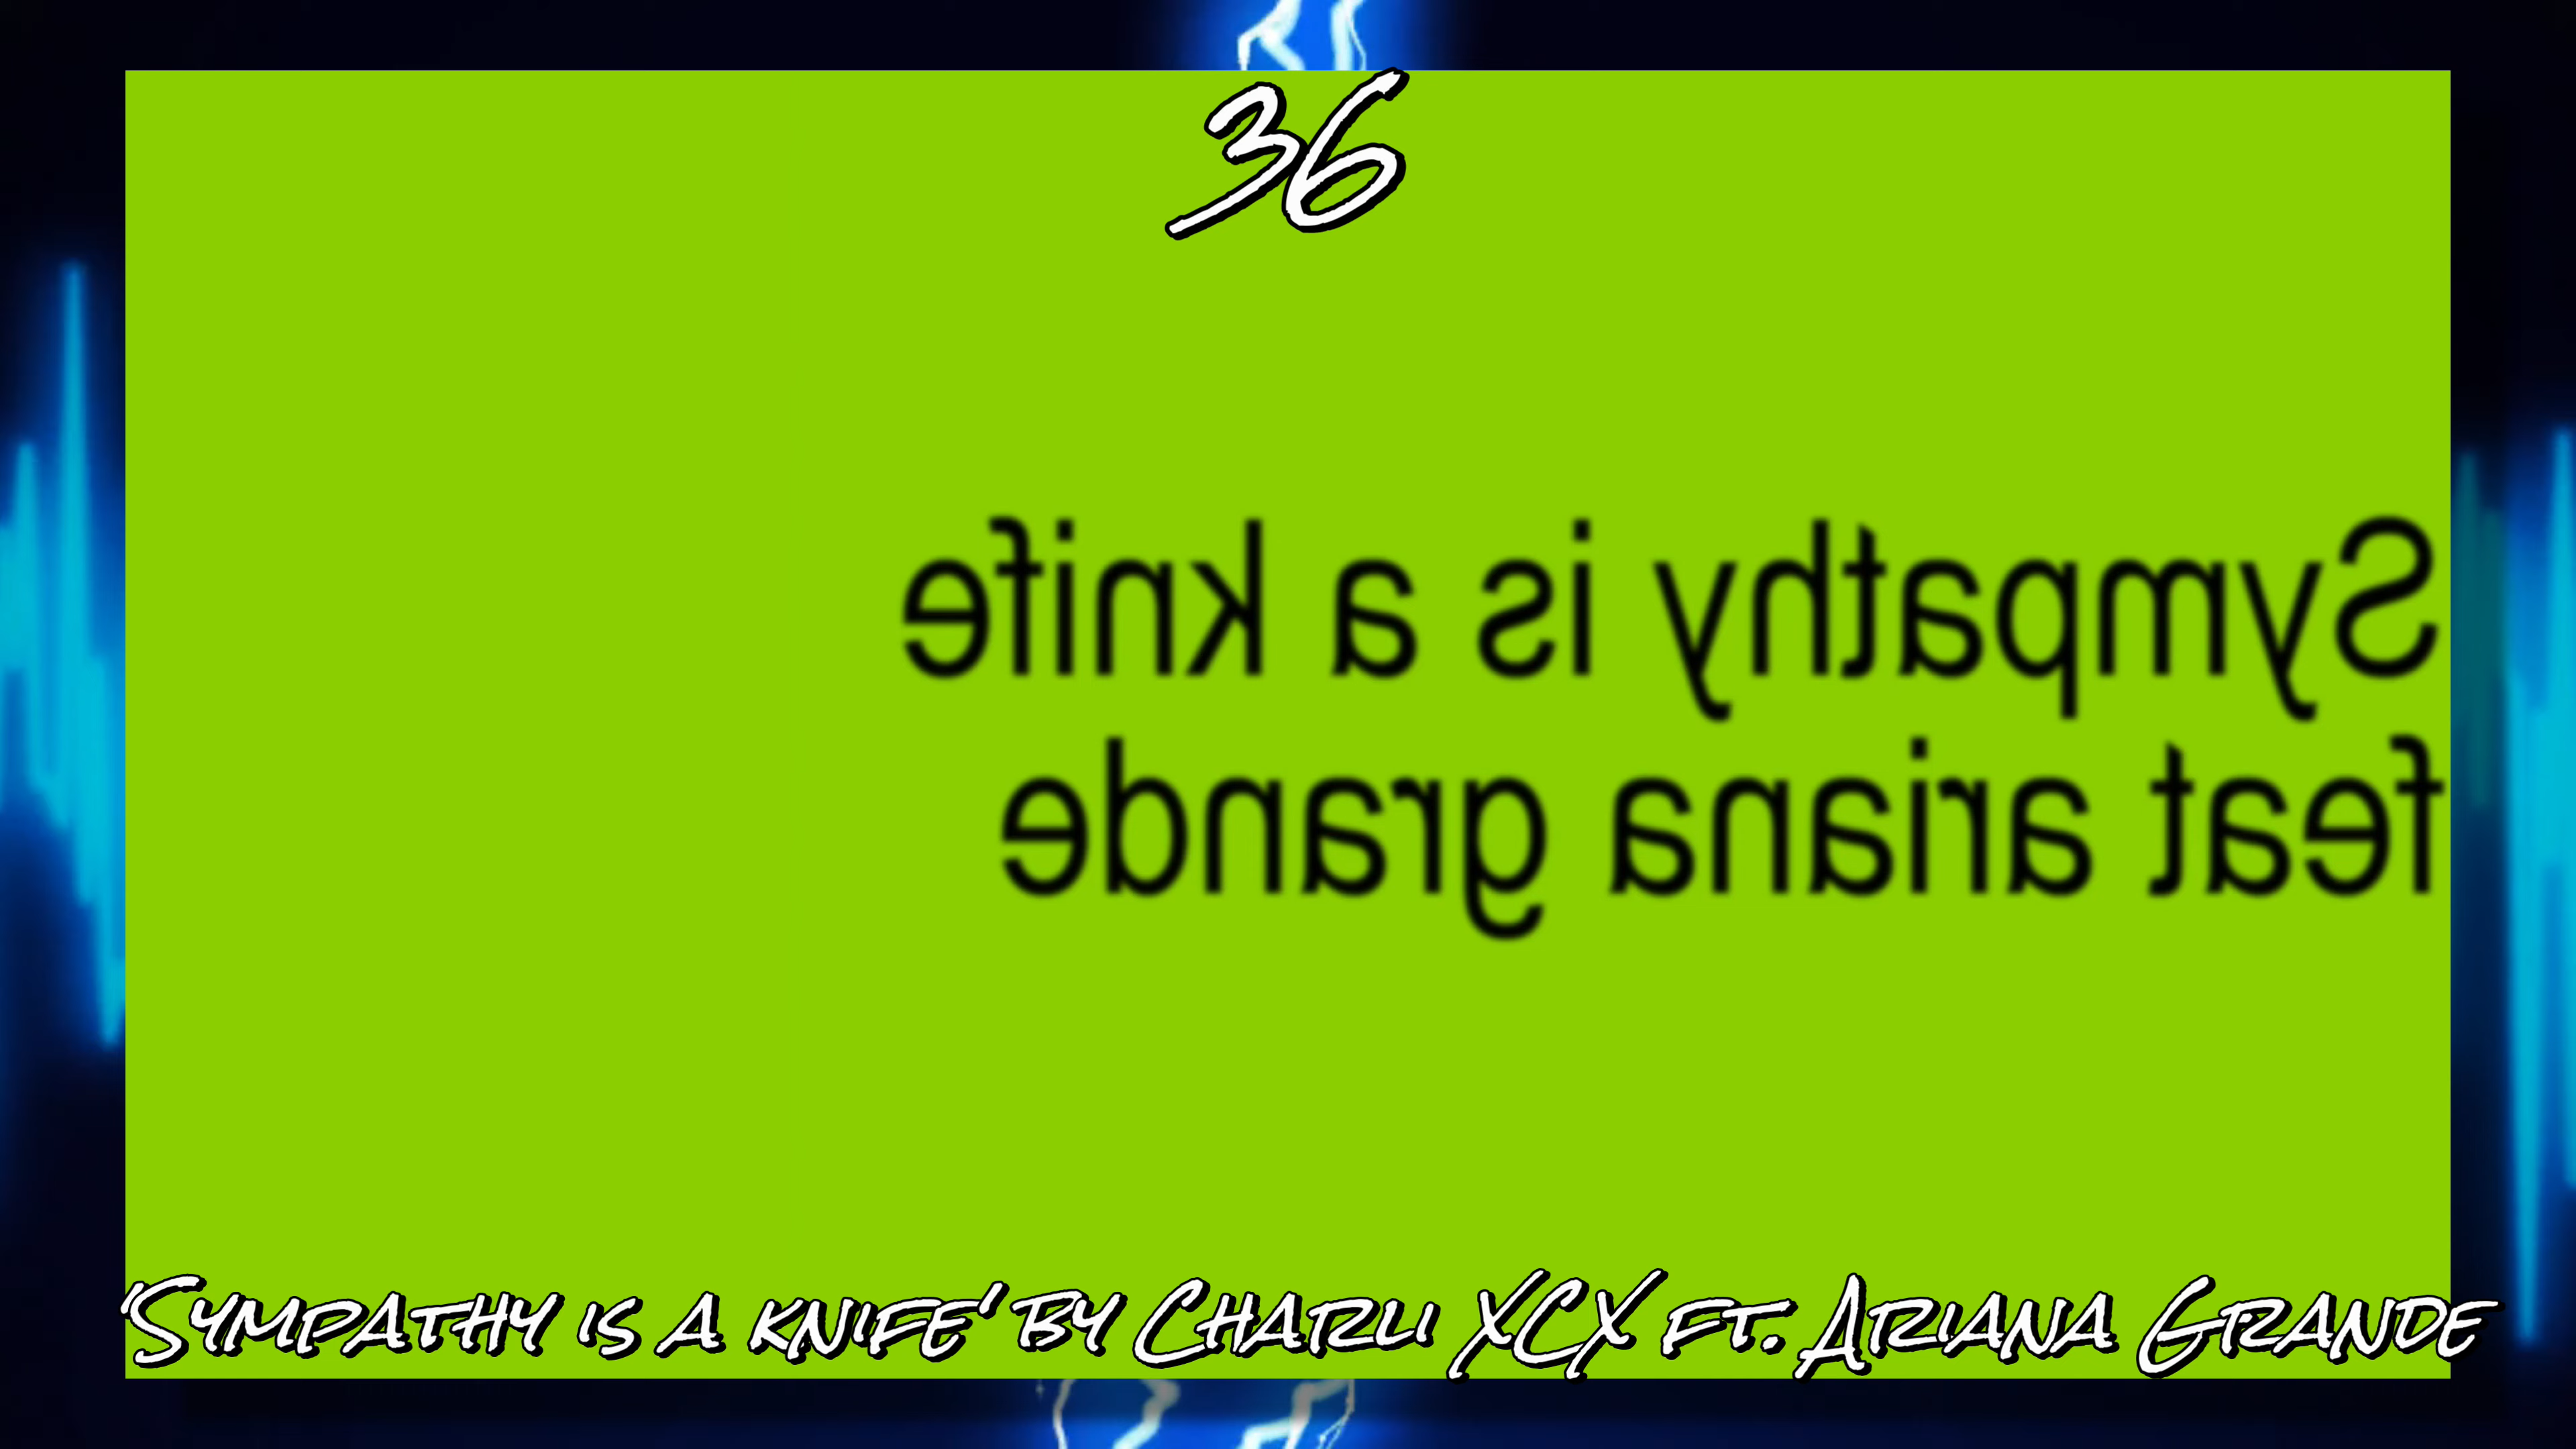 36
Sympathy is a knife
feat ariana grande
'Sympathy is a knife' by Charli XCX ft. Ariana Grande